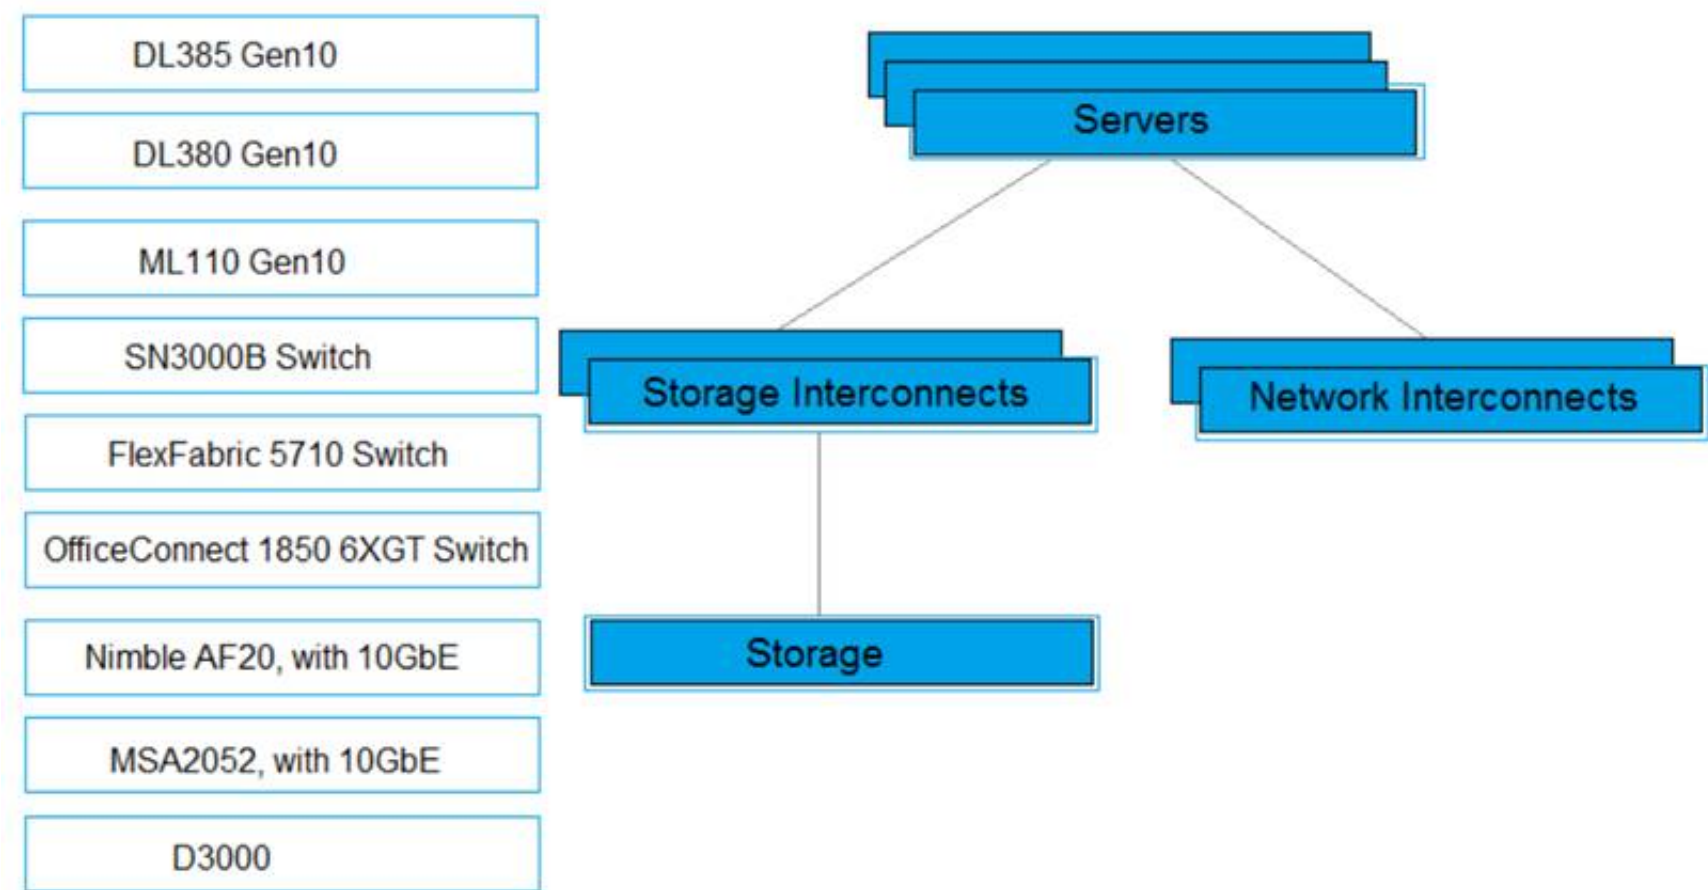 DL385 Gen10
DL380 Gen10
ML110 Gen10
SN3000B Switch
FlexFabric 5710 Switch
OfficeConnect 1850 6XGT Switch
Nimble AF20, with 10GbE
MSA2052, with 10GbE
D3000
Servers
Storage Interconnects
Network Interconnects
Storage